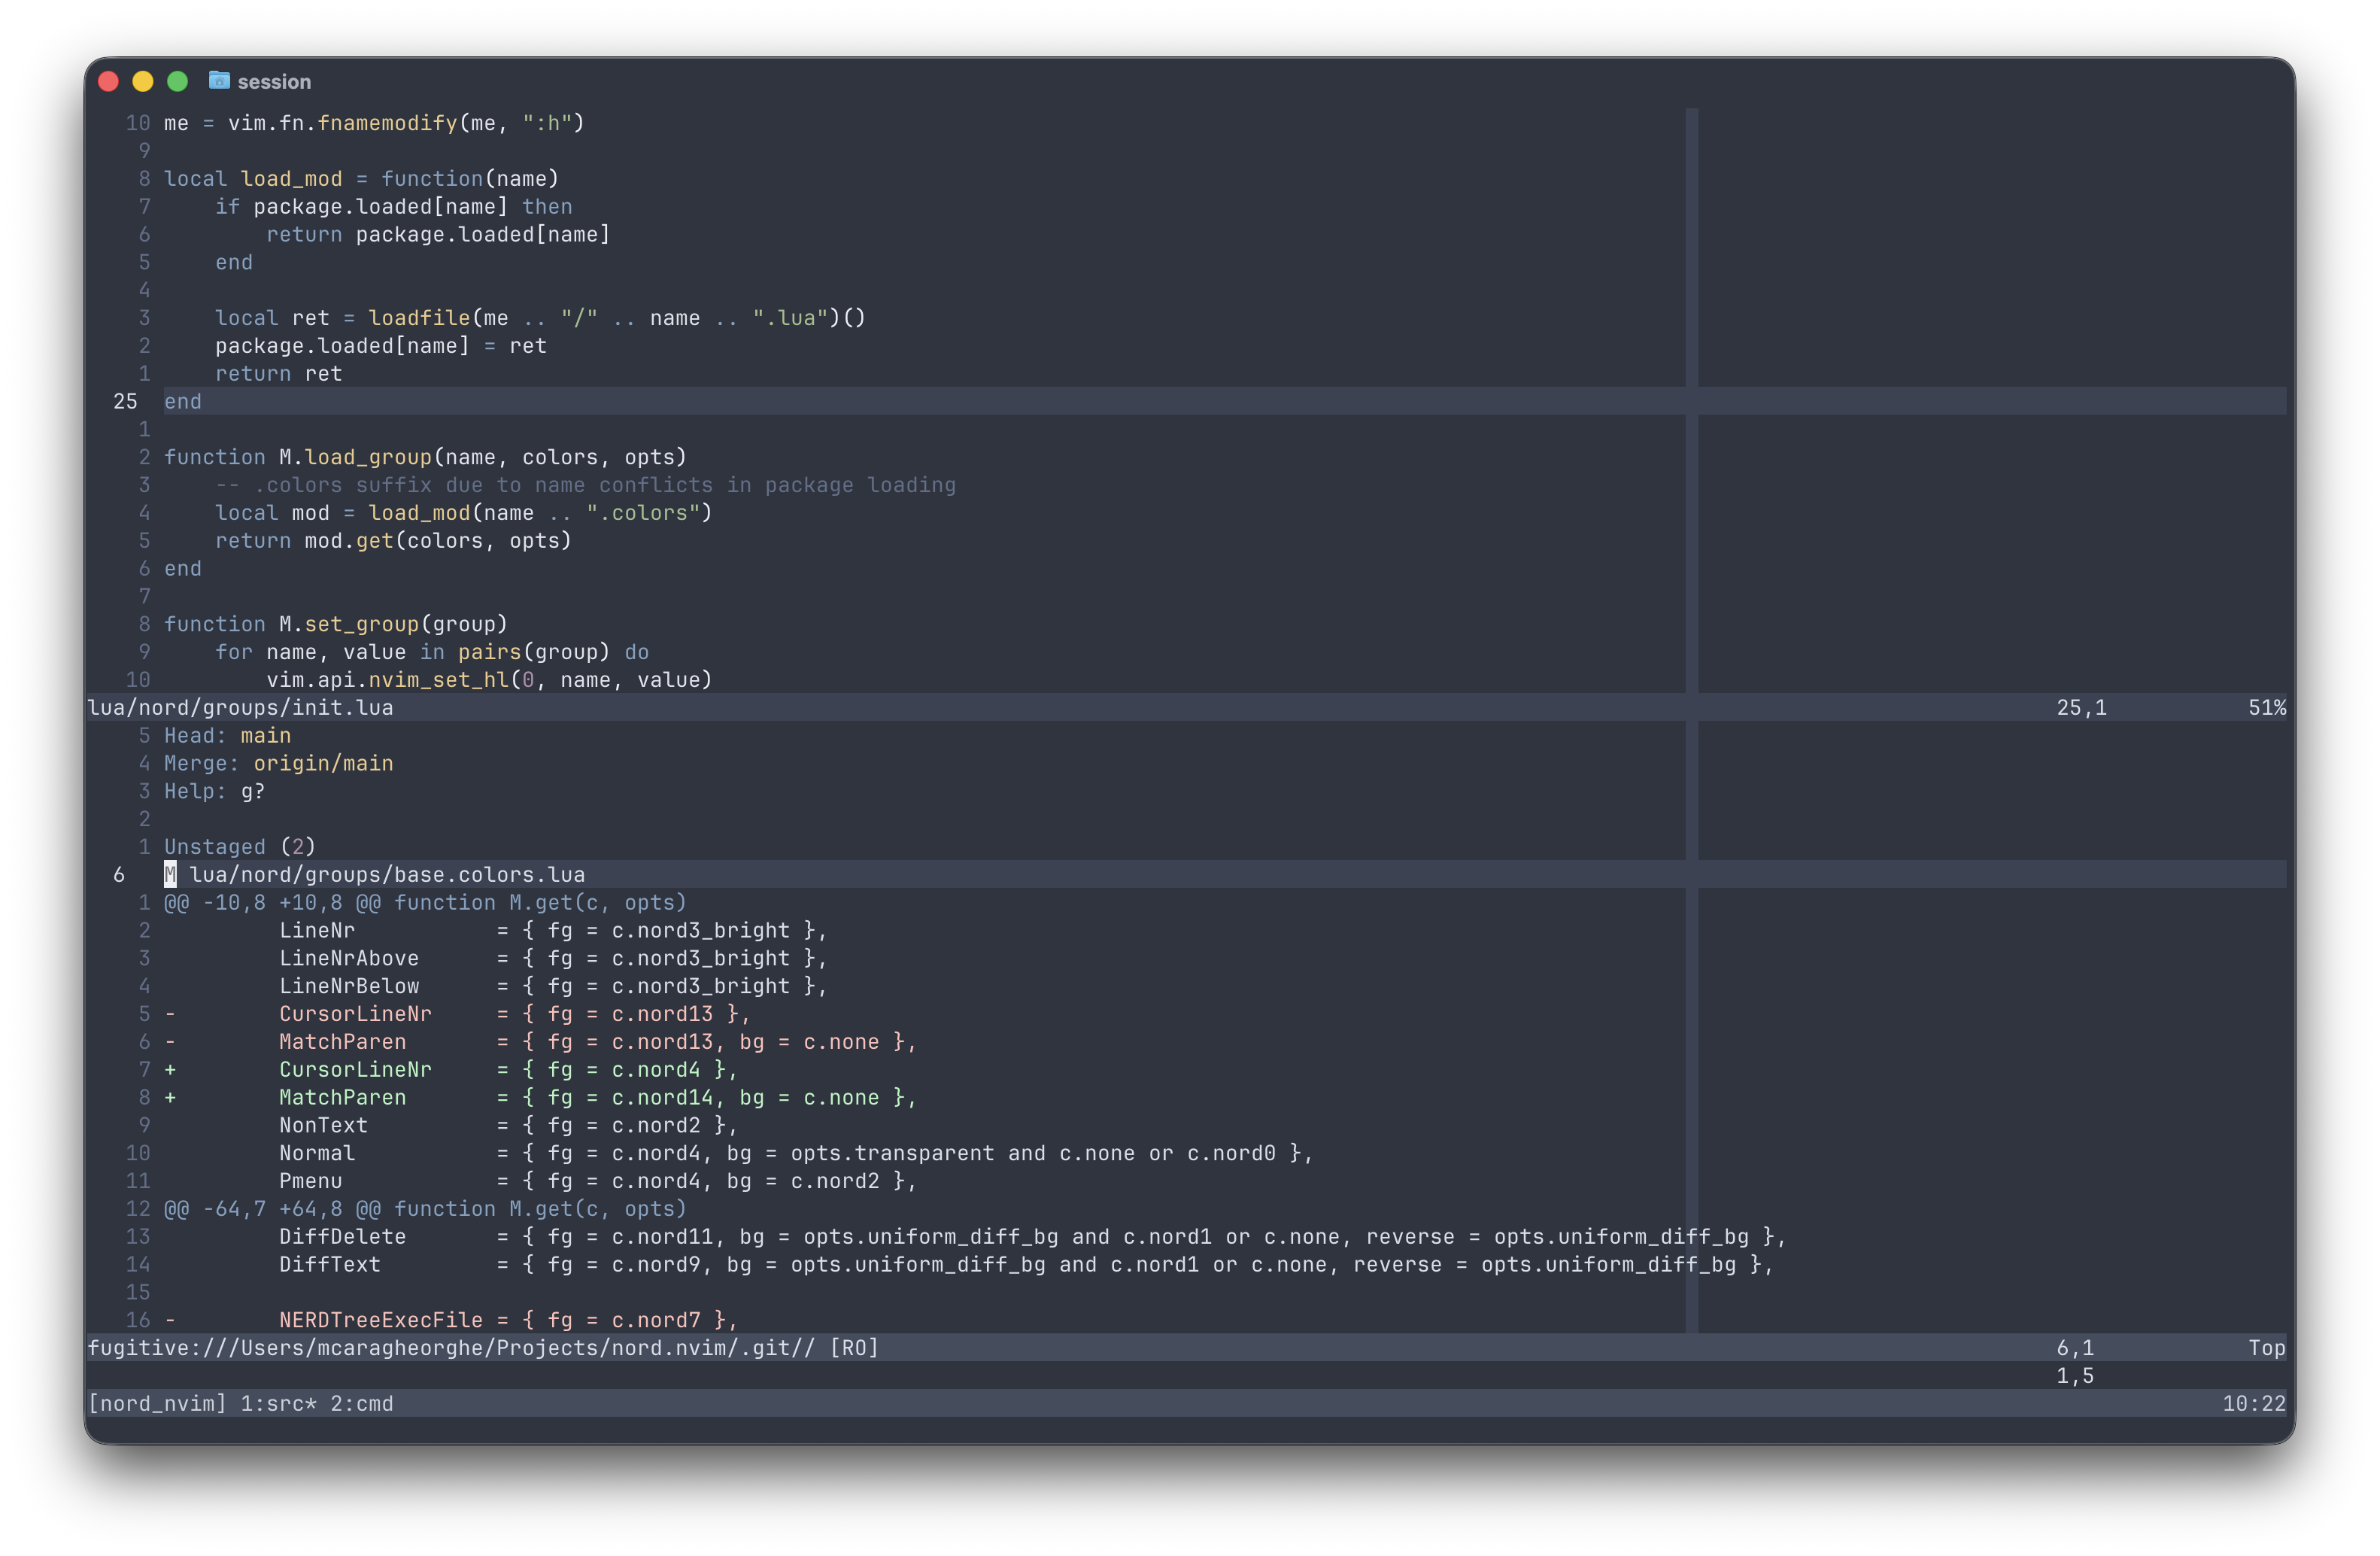 session
10 me = vim.fn.fnamemodify(me, ":h")
9
8 local load_mod = function(name)
7     if package.loaded[name] then
6         return package.loaded[name]
5     end
4
3     local ret = loadfile(me .. "/" .. name .. ".lua")()
2     package.loaded[name] = ret
1     return ret
25  end
1
2 function M.load_group(name, colors, opts)
3     -- .colors suffix due to name conflicts in package loading
4     local mod = load_mod(name .. ".colors")
5     return mod.get(colors, opts)
6 end
7
8 function M.set_group(group)
9     for name, value in pairs(group) do
10         vim.api.nvim_set_hl(0, name, value)
lua/nord/groups/init.lua 25,1 51%
5 Head: main
4 Merge: origin/main
3 Help: g?
2
1 Unstaged (2)
6   M lua/nord/groups/base.colors.lua
1 @@ -10,8 +10,8 @@ function M.get(c, opts)
2          LineNr           = { fg = c.nord3_bright },
3          LineNrAbove      = { fg = c.nord3_bright },
4          LineNrBelow      = { fg = c.nord3_bright },
5 -        CursorLineNr     = { fg = c.nord13 },
6 -        MatchParen       = { fg = c.nord13, bg = c.none },
7 +        CursorLineNr     = { fg = c.nord4 },
8 +        MatchParen       = { fg = c.nord14, bg = c.none },
9          NonText          = { fg = c.nord2 },
10          Normal           = { fg = c.nord4, bg = opts.transparent and c.none or c.nord0 },
11          Pmenu            = { fg = c.nord4, bg = c.nord2 },
12 @@ -64,7 +64,8 @@ function M.get(c, opts)
13          DiffDelete       = { fg = c.nord11, bg = opts.uniform_diff_bg and c.nord1 or c.none, reverse = opts.uniform_diff_bg },
14          DiffText         = { fg = c.nord9, bg = opts.uniform_diff_bg and c.nord1 or c.none, reverse = opts.uniform_diff_bg },
15
16 -        NERDTreeExecFile = { fg = c.nord7 },
fugitive:///Users/mcaragheorghe/Projects/nord.nvim/.git// [RO] 6,1 Top
1,5
[nord_nvim] 1:src* 2:cmd 10:22